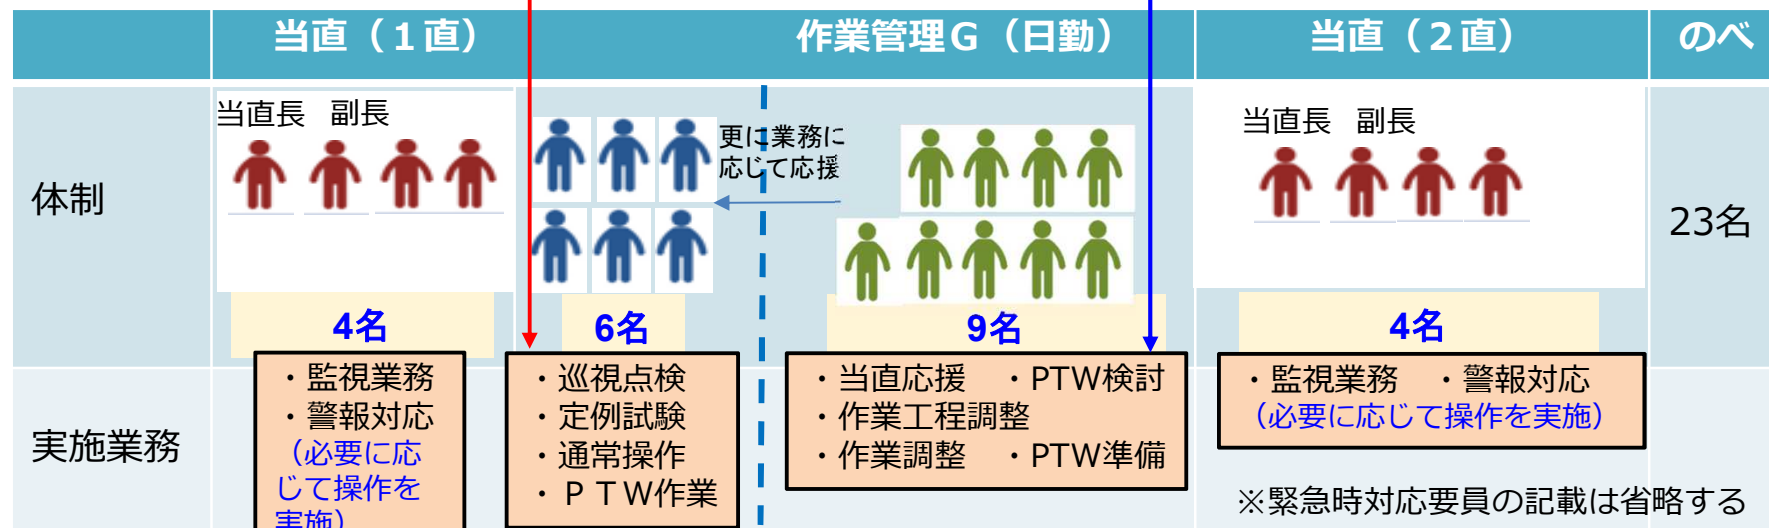 当直（１直）
作業管理Ｇ（日勤）
当直（２直）
のべ
体制
当直長 副長
更に業務に
応じて応援
当直長 副長
23名
4名
6名
9名
4名
実施業務
・監視業務
・警報対応
（必要に応
じて操作を
実施）
・巡視点検
・定例試験
・通常操作
・ＰＴＷ作業
・当直応援 ・PTW検討
・作業工程調整
・作業調整 ・PTW準備
・監視業務 ・警報対応
（必要に応じて操作を実施）
※緊急時対応要員の記載は省略する